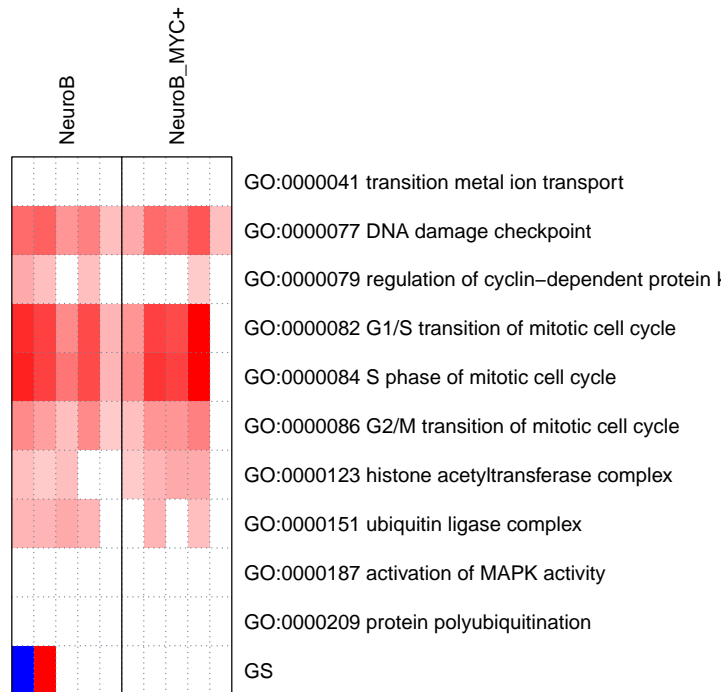 NeuroB
NeuroB_MYC+
GO:0000041 transition metal ion transport
GO:0000077 DNA damage checkpoint
GO:0000079 regulation of cyclin−dependent protein
GO:0000082 G1/S transition of mitotic cell cycle
GO:0000084 S phase of mitotic cell cycle
GO:0000086 G2/M transition of mitotic cell cycle
GO:0000123 histone acetyltransferase complex
GO:0000151 ubiquitin ligase complex
GO:0000187 activation of MAPK activity
GO:0000209 protein polyubiquitination
GS